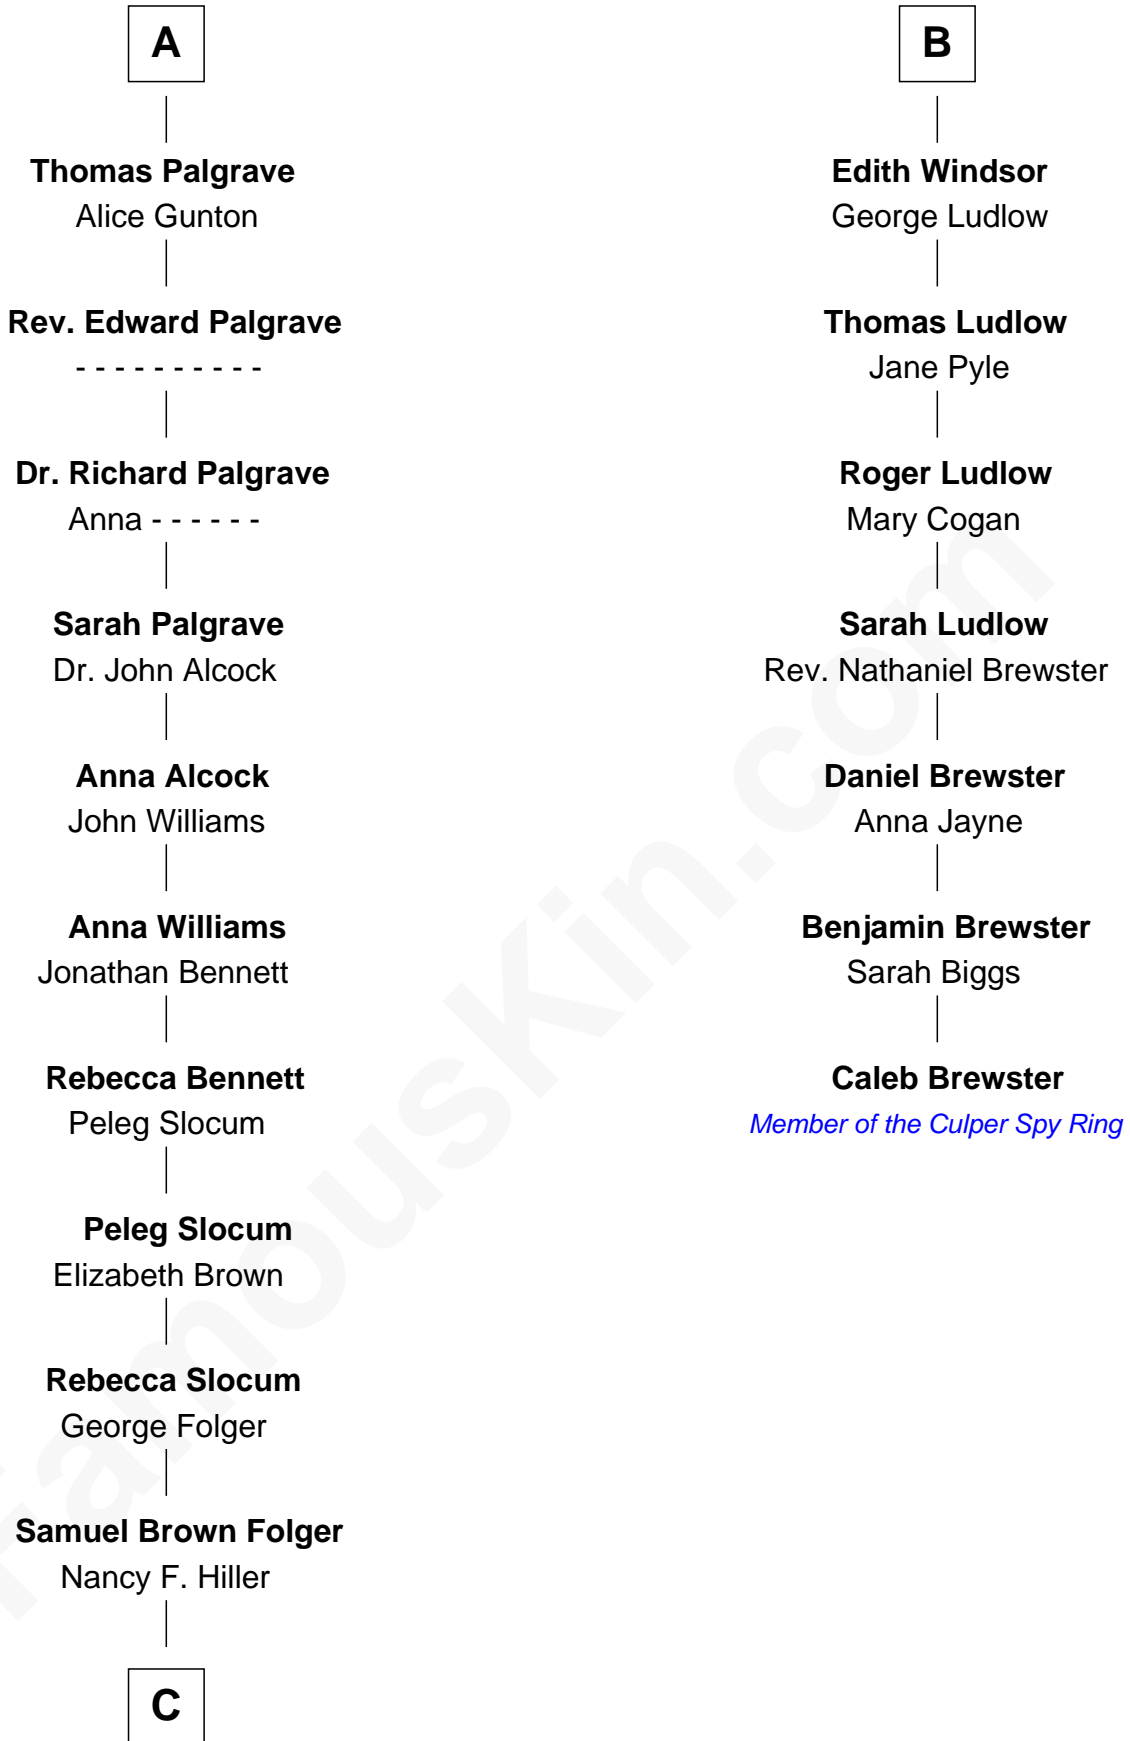 A
Thomas Palgrave
Alice Gunton
Rev. Edward Palgrave
- - - - - - - - - -
Dr. Richard Palgrave
Anna - - - - - -
Sarah Palgrave
Dr. John Alcock
Anna Alcock
John Williams
Anna Williams
Jonathan Bennett
Rebecca Bennett
Peleg Slocum
Peleg Slocum
Elizabeth Brown
Rebecca Slocum
George Folger
Samuel Brown Folger
Nancy F. Hiller
C
B
Edith Windsor
George Ludlow
Thomas Ludlow
Jane Pyle
Roger Ludlow
Mary Cogan
Sarah Ludlow
Rev. Nathaniel Brewster
Daniel Brewster
Anna Jayne
Benjamin Brewster
Sarah Biggs
Caleb Brewster
Member of the Culper Spy Ring
FamousKin.com